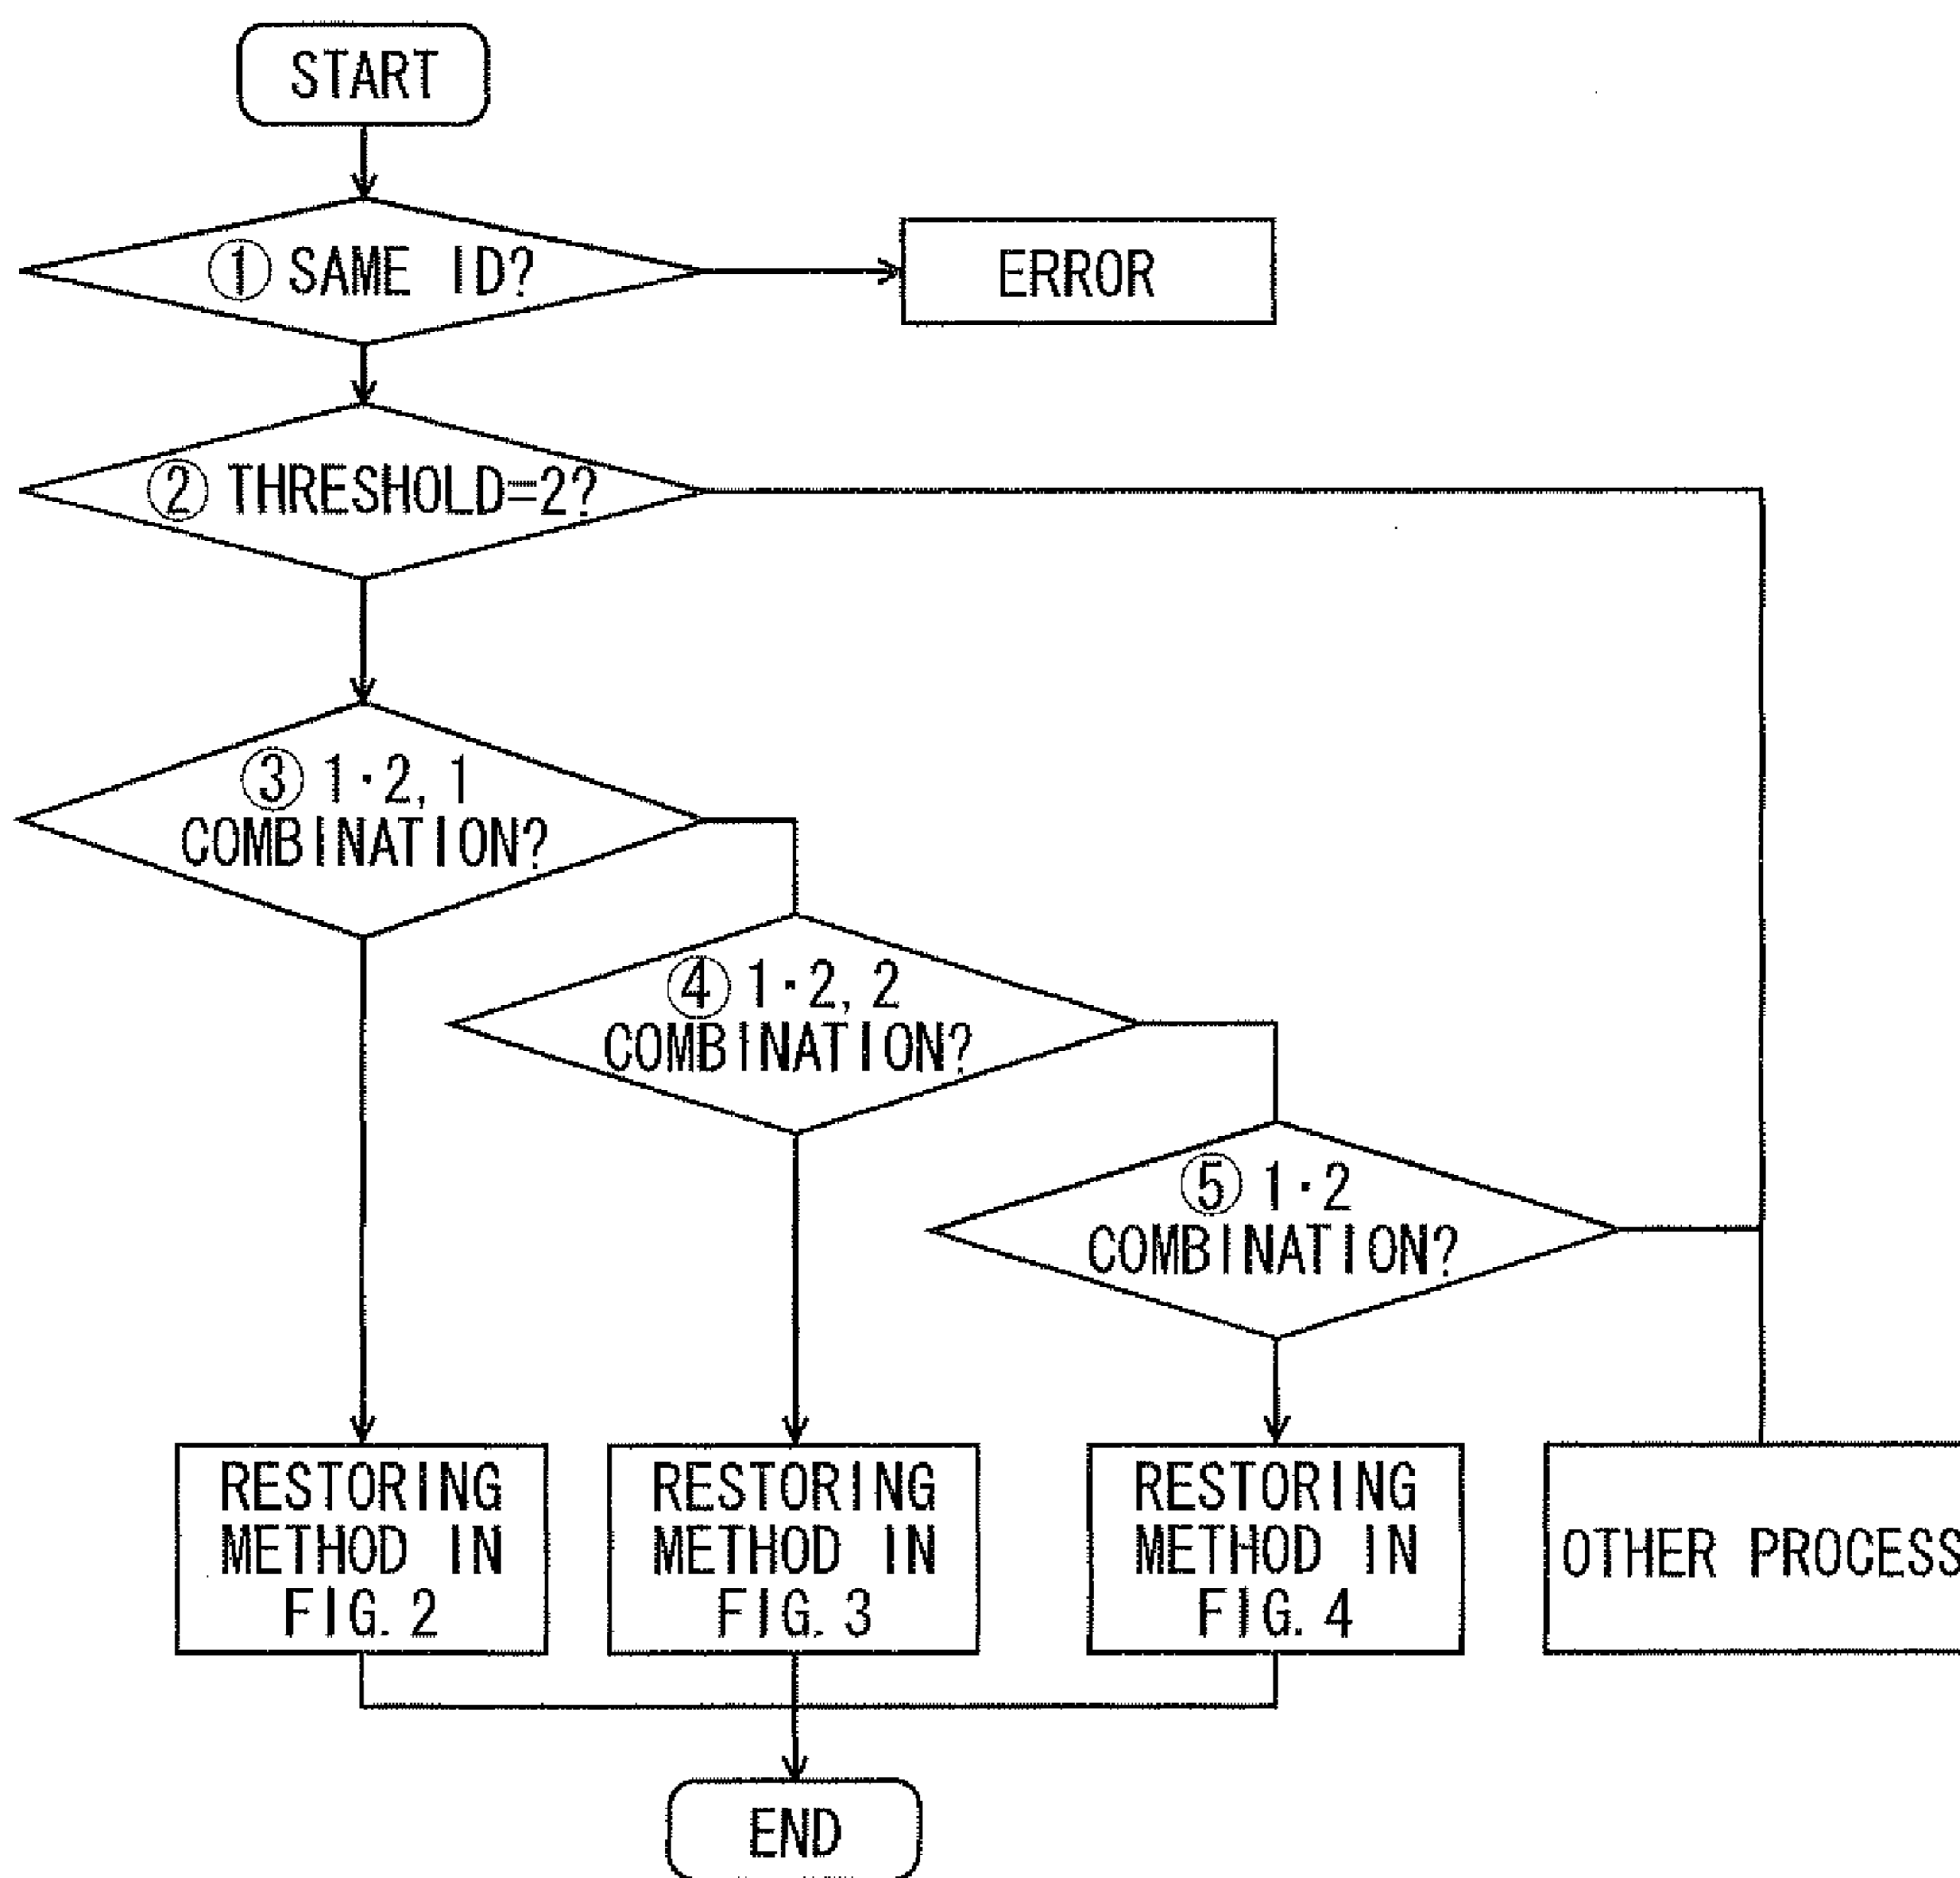 START
① SAME ID?
ERROR
② THRESHOLD=2?
③ 1·2, 1
COMBINATION?
④ 1·2, 2
COMBINATION?
⑤ 1·2
COMBINATION?
RESTORING
METHOD IN
FIG. 2
RESTORING
METHOD IN
FIG. 3
RESTORING
METHOD IN
FIG. 4
OTHER PROCESS
END